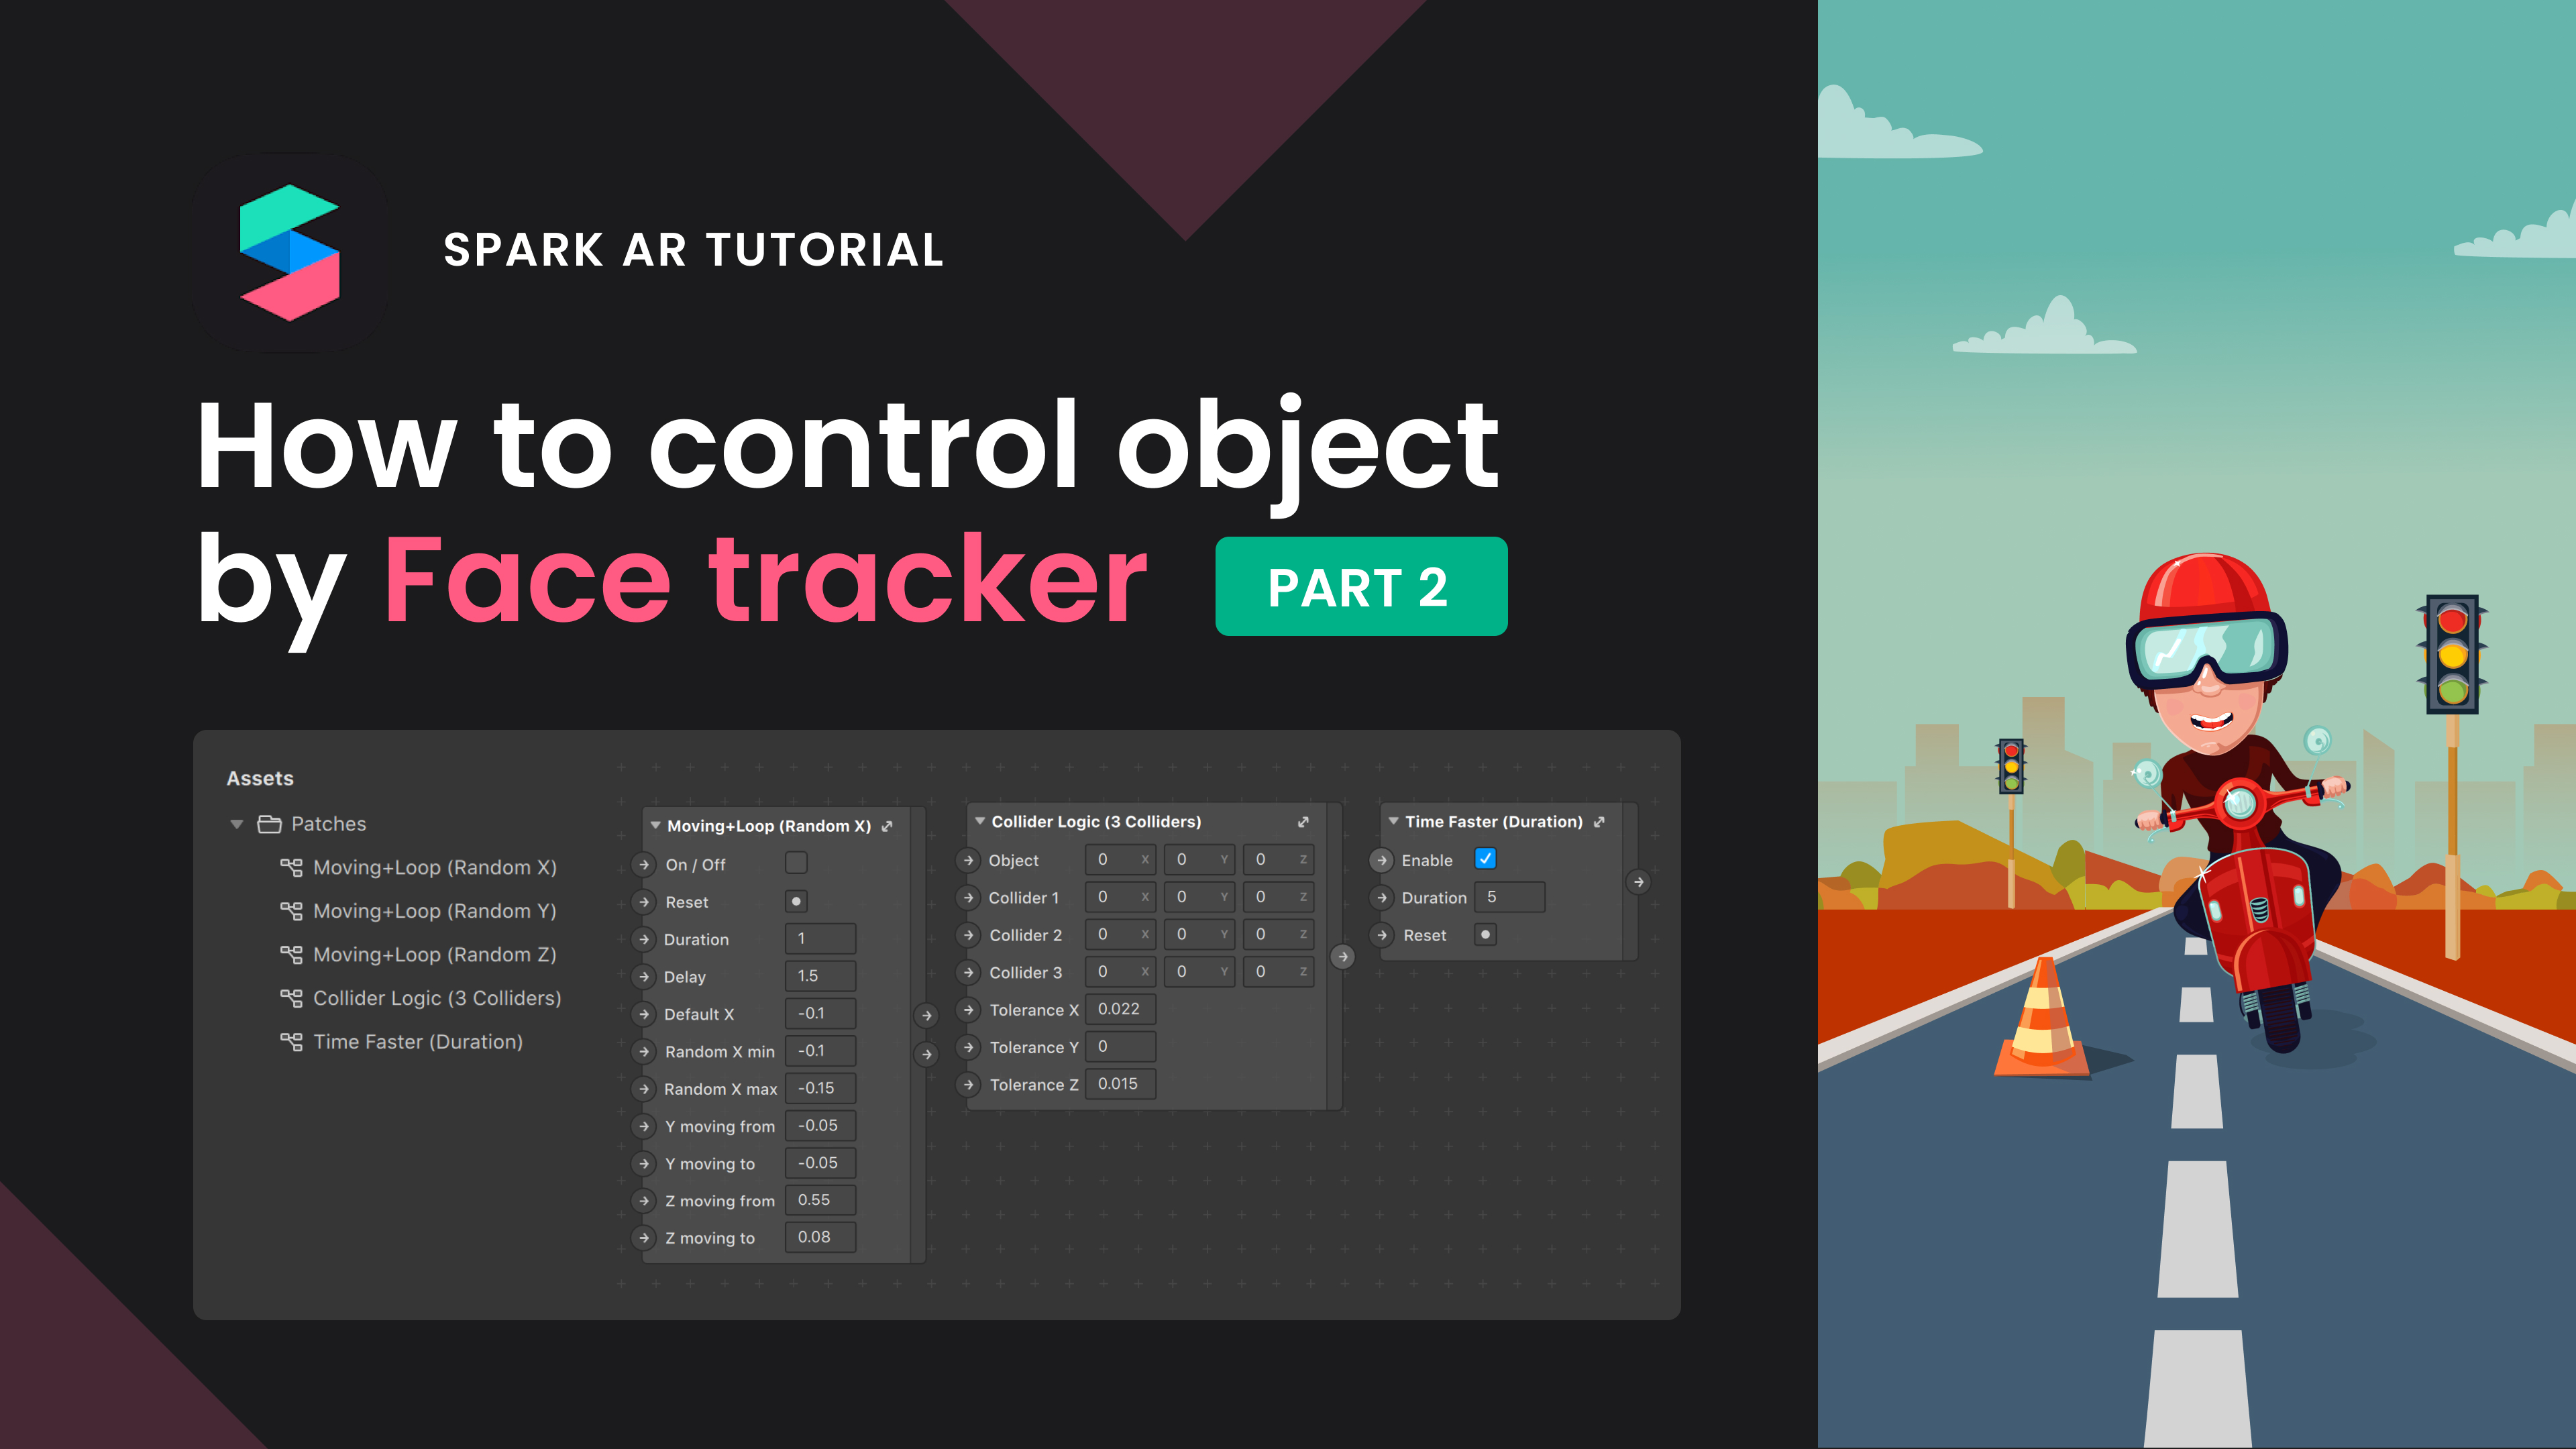 SPARK AR TUTORIAL
How to control object
by Face tracker
PART 2
Assets
Patches
Moving+Loop (Random X)
Moving+Loop (Random Y)
Moving+Loop (Random Z)
Collider Logic (3 Colliders)
Time Faster (Duration)
Moving+Loop (Random X)
On / Off
Reset
Duration 1
Delay 1.5
Default X -0.1
Random X min -0.1
Random X max -0.15
Y moving from -0.05
Y moving to -0.05
Z moving from 0.55
Z moving to 0.08
Collider Logic (3 Colliders)
Object 0 X 0 Y 0 Z
Collider 1 0 X 0 Y 0 Z
Collider 2 0 X 0 Y 0 Z
Collider 3 0 X 0 Y 0 Z
Tolerance X 0.022
Tolerance Y 0
Tolerance Z 0.015
Time Faster (Duration)
Enable
Duration 5
Reset